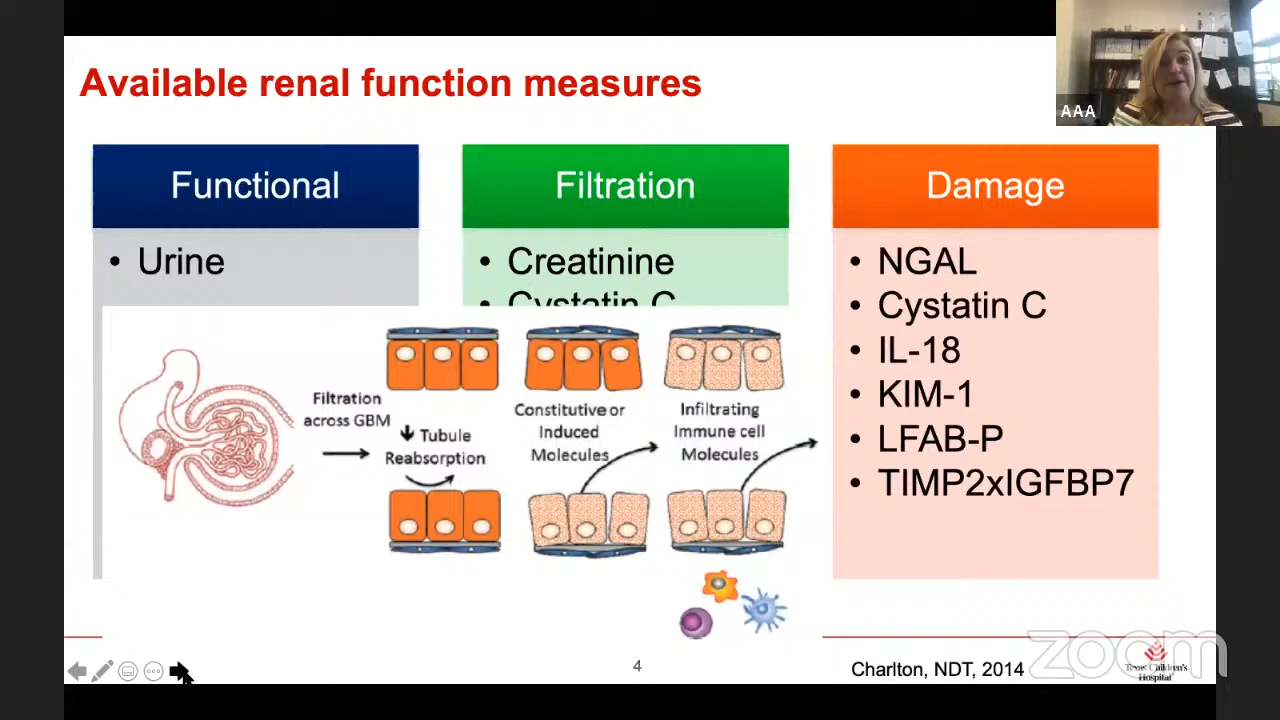 Available renal function measures
AAA
Functional
• Urine
Filtration
• Creatinine
• Cystatin C
Damage
• NGAL
• Cystatin C
• IL-18
• KIM-1
• LFAB-P
• TIMP2xIGFBP7
Filtration
across GBM
↓ Tubule
Reabsorption
Constitutive or
Induced
Molecules
Infiltrating
Immune cell
Molecules
4
Charlton, NDT, 2014
zoom
Texas Children's
Hospital